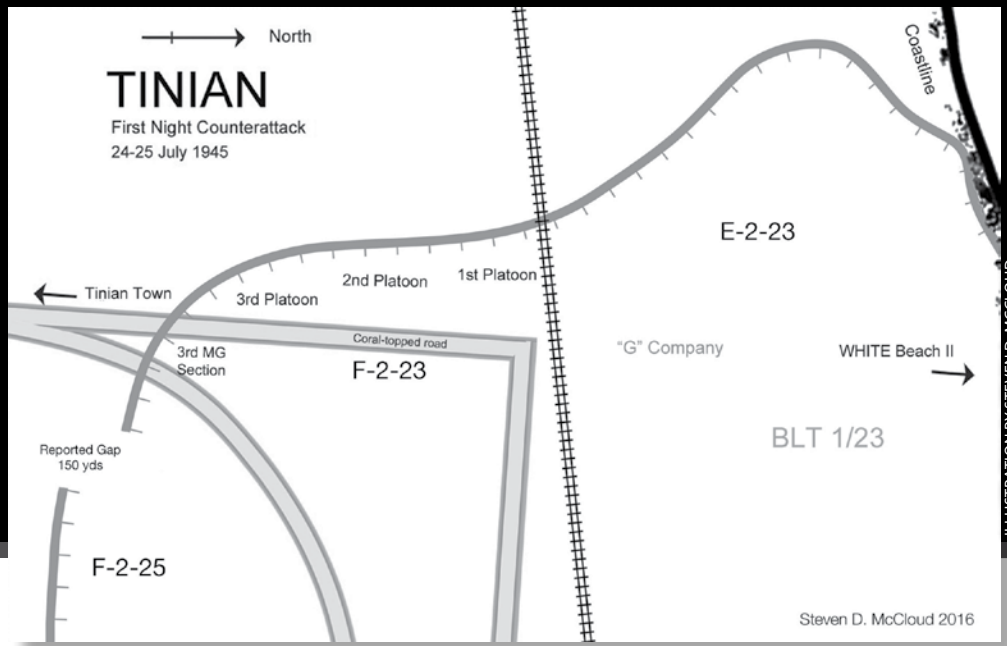 North
TINIAN
First Night Counterattack
24-25 July 1945
Coastline
E-2-23
1st Platoon
2nd Platoon
3rd Platoon
Tinian Town
Coral-topped road
3rd MG
Section
F-2-23
"G" Company
WHITE Beach II
BLT 1/23
Reported Gap
150 yds
F-2-25
Steven D. McCloud 2016